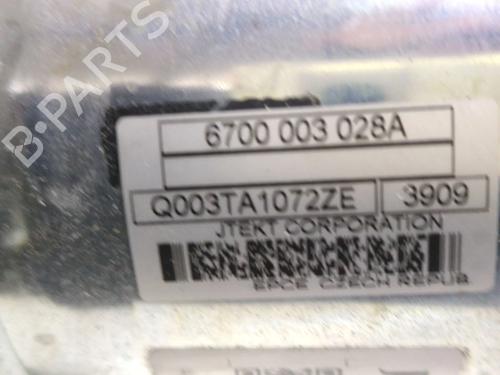 B-PARTS
6700 003 028A
Q003TA1072ZE 3909
JTEKT CORPORATION
EPCE CZECH REPUB